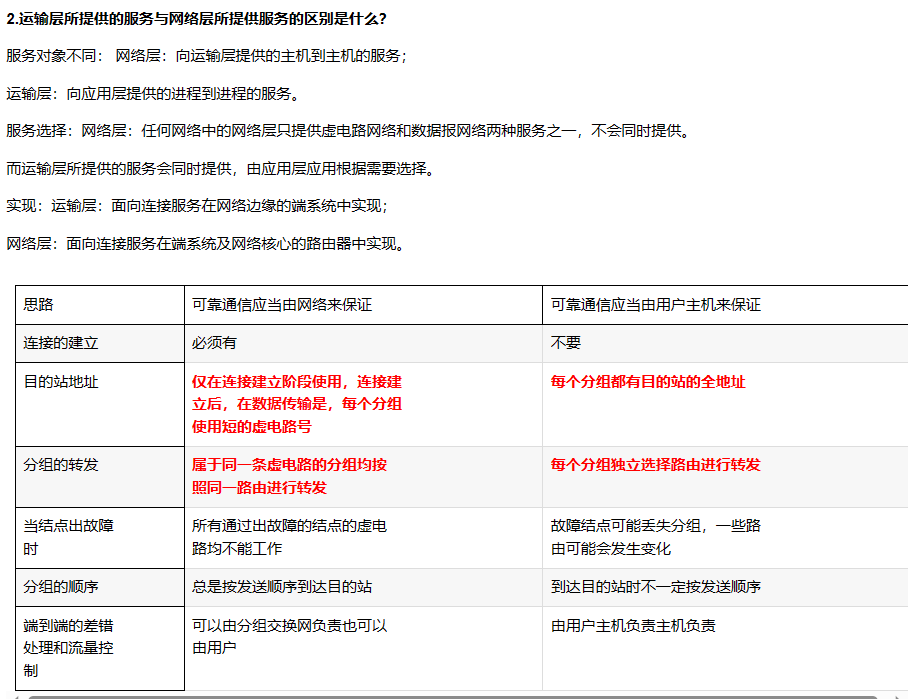 2.运输层所提供的服务与网络层所提供服务的区别是什么?
服务对象不同： 网络层：向运输层提供的主机到主机的服务；
运输层：向应用层提供的进程到进程的服务。
服务选择：网络层：任何网络中的网络层只提供虚电路网络和数据报网络两种服务之一，不会同时提供。
而运输层所提供的服务会同时提供，由应用层应用根据需要选择。
实现：运输层：面向连接服务在网络边缘的端系统中实现；
网络层：面向连接服务在端系统及网络核心的路由器中实现。
思路
可靠通信应当由网络来保证
可靠通信应当由用户主机来保证
连接的建立
必须有
不要
目的站地址
仅在连接建立阶段使用，连接建
立后，在数据传输是，每个分组
使用短的虚电路号
每个分组都有目的站的全地址
分组的转发
属于同一条虚电路的分组均按
照同一路由进行转发
每个分组独立选择路由进行转发
当结点出故障
时
所有通过出故障的结点的虚电
路均不能工作
故障结点可能丢失分组，一些路
由可能会发生变化
分组的顺序
总是按发送顺序到达目的站
到达目的站时不一定按发送顺序
端到端的差错
处理和流量控
制
可以由分组交换网负责也可以
由用户
由用户主机负责主机负责